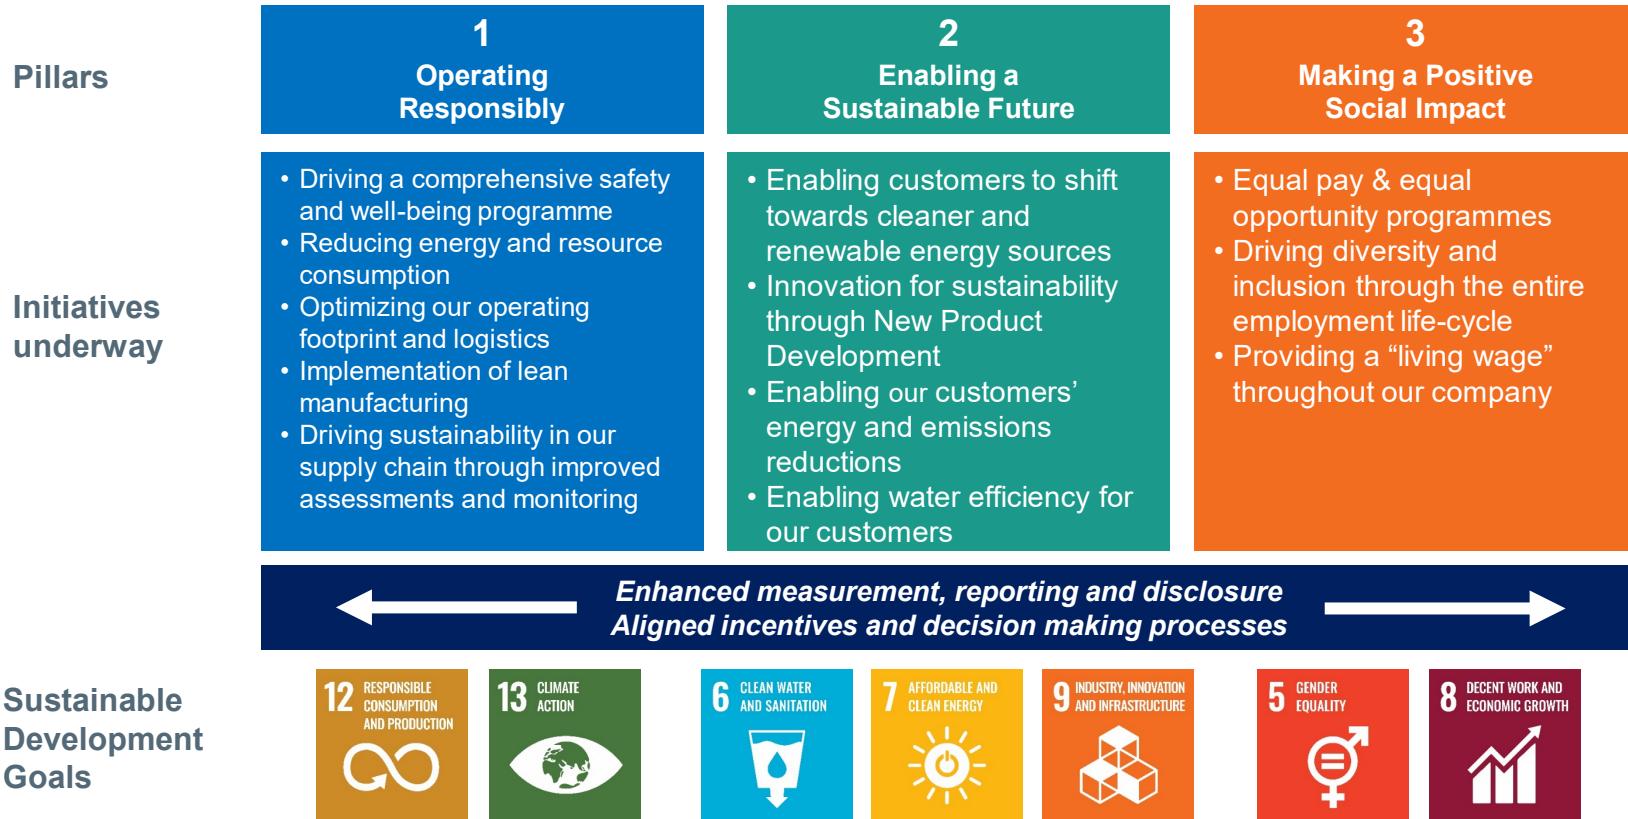 Pillars
1
Operating
Responsibly
2
Enabling a
Sustainable Future
3
Making a Positive
Social Impact
Initiatives
underway
• Driving a comprehensive safety
and well-being programme
• Reducing energy and resource
consumption
• Optimizing our operating
footprint and logistics
• Implementation of lean
manufacturing
• Driving sustainability in our
supply chain through improved
assessments and monitoring
• Enabling customers to shift
towards cleaner and
renewable energy sources
• Innovation for sustainability
through New Product
Development
• Enabling our customers’
energy and emissions
reductions
• Enabling water efficiency for
our customers
• Equal pay & equal
opportunity programmes
• Driving diversity and
inclusion through the entire
employment life-cycle
• Providing a “living wage”
throughout our company
Enhanced measurement, reporting and disclosure
Aligned incentives and decision making processes
Sustainable
Development
Goals
12 RESPONSIBLE
CONSUMPTION
AND PRODUCTION
13 CLIMATE
ACTION
6 CLEAN WATER
AND SANITATION
7 AFFORDABLE AND
CLEAN ENERGY
9 INDUSTRY, INNOVATION
AND INFRASTRUCTURE
5 GENDER
EQUALITY
8 DECENT WORK AND
ECONOMIC GROWTH